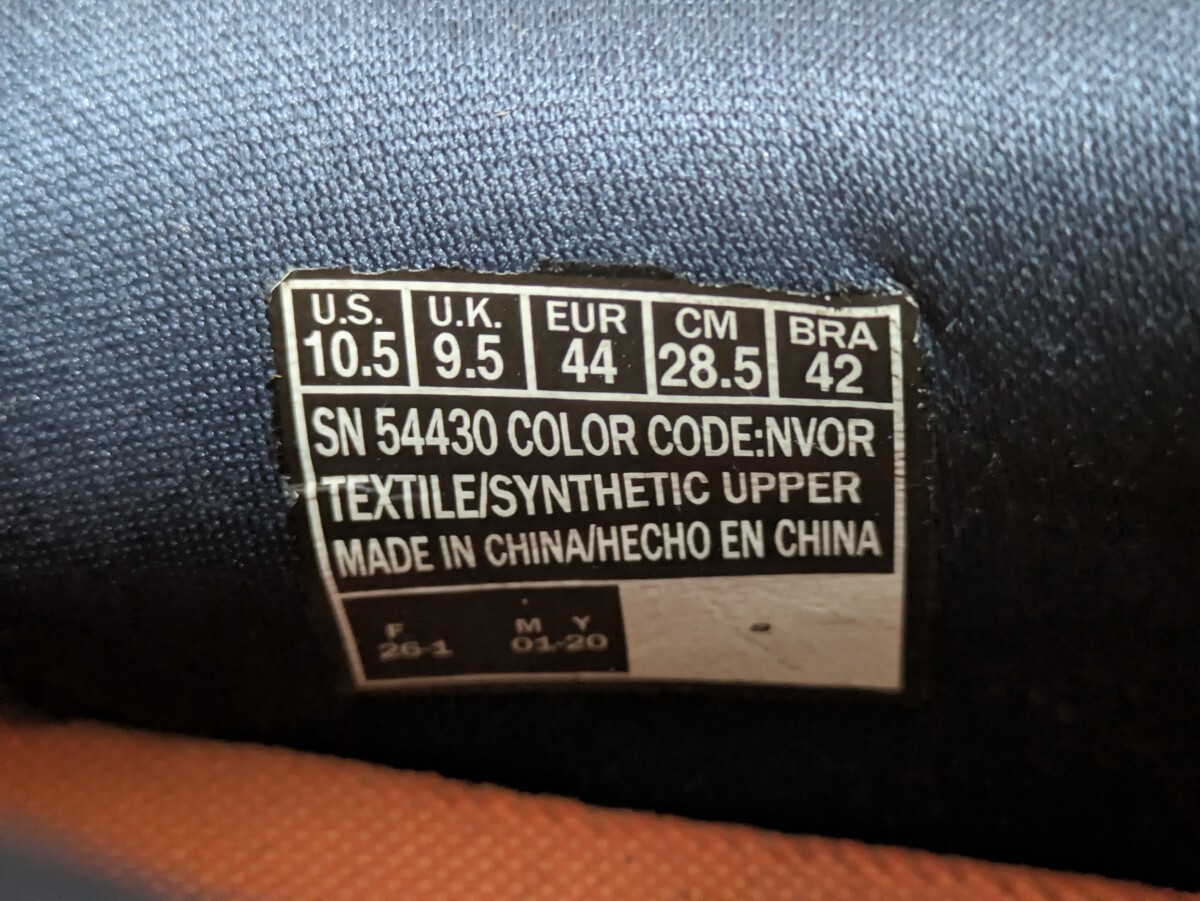 U.S. U.K. EUR CM BRA
10.5 9.5 44 28.5 42
SN 54430 COLOR CODE:NVOR
TEXTILE/SYNTHETIC UPPER
MADE IN CHINA/HECHO EN CHINA
F M Y
26-1 01-20